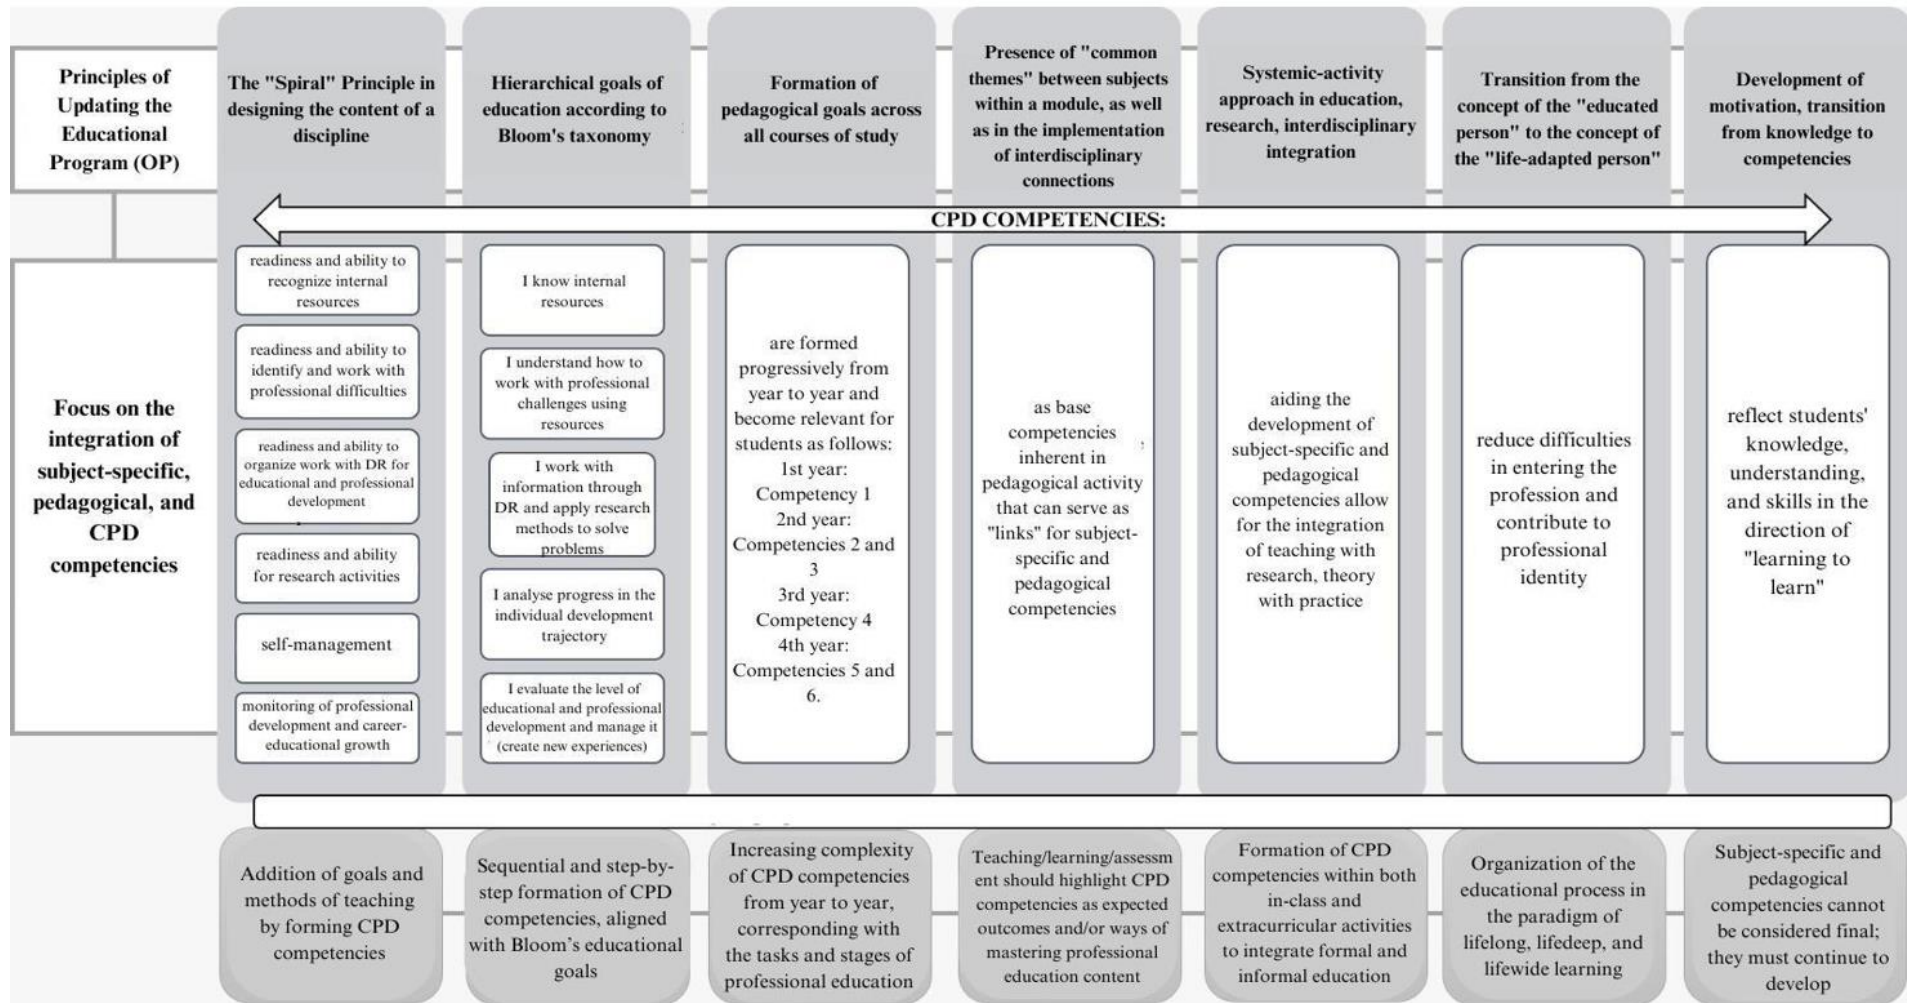 Principles of
Updating the
Educational
Program (OP)
The "Spiral" Principle in
designing the content of a
discipline
Hierarchical goals of
education according to
Bloom's taxonomy
Formation of
pedagogical goals across
all courses of study
Presence of "common
themes" between subjects
within a module, as well
as in the implementation
of interdisciplinary
connections
Systemic-activity
approach in education,
research, interdisciplinary
integration
Transition from the
concept of the "educated
person" to the concept of
the "life-adapted person"
Development of
motivation, transition
from knowledge to
competencies
CPD COMPETENCIES:
Focus on the
integration of
subject-specific,
pedagogical, and
CPD
competencies
readiness and ability to
recognize internal
resources
readiness and ability to
identify and work with
professional difficulties
readiness and ability to
organize work with DR for
educational and professional
development
readiness and ability
for research activities
self-management
monitoring of professional
development and career-
educational growth
I know internal
resources
I understand how to
work with professional
challenges using
resources
I work with
information through
DR and apply research
methods to solve
problems
I analyse progress in the
individual development
trajectory
I evaluate the level of
educational and professional
development and manage it
(create new experiences)
are formed
progressively from
year to year and
become relevant for
students as follows:
1st year:
Competency 1
2nd year:
Competencies 2 and
3
3rd year:
Competency 4
4th year:
Competencies 5 and
6.
as base
competencies
inherent in
pedagogical activity
that can serve as
"links" for subject-
specific and
pedagogical
competencies
aiding the
development of
subject-specific and
pedagogical
competencies allow
for the integration
of teaching with
research, theory
with practice
reduce difficulties
in entering the
profession and
contribute to
professional
identity
reflect students'
knowledge,
understanding,
and skills in the
direction of
"learning to
learn"
Addition of goals and
methods of teaching
by forming CPD
competencies
Sequential and step-by-
step formation of CPD
competencies, aligned
with Bloom's educational
goals
Increasing complexity
of CPD competencies
from year to year,
corresponding with
the tasks and stages of
professional education
Teaching/learning/assessm
ent should highlight CPD
competencies as expected
outcomes and/or ways of
mastering professional
education content
Formation of CPD
competencies within both
in-class and
extracurricular activities
to integrate formal and
informal education
Organization of the
educational process in
the paradigm of
lifelong, lifedeep, and
lifewide learning
Subject-specific and
pedagogical
competencies cannot
be considered final;
they must continue to
develop